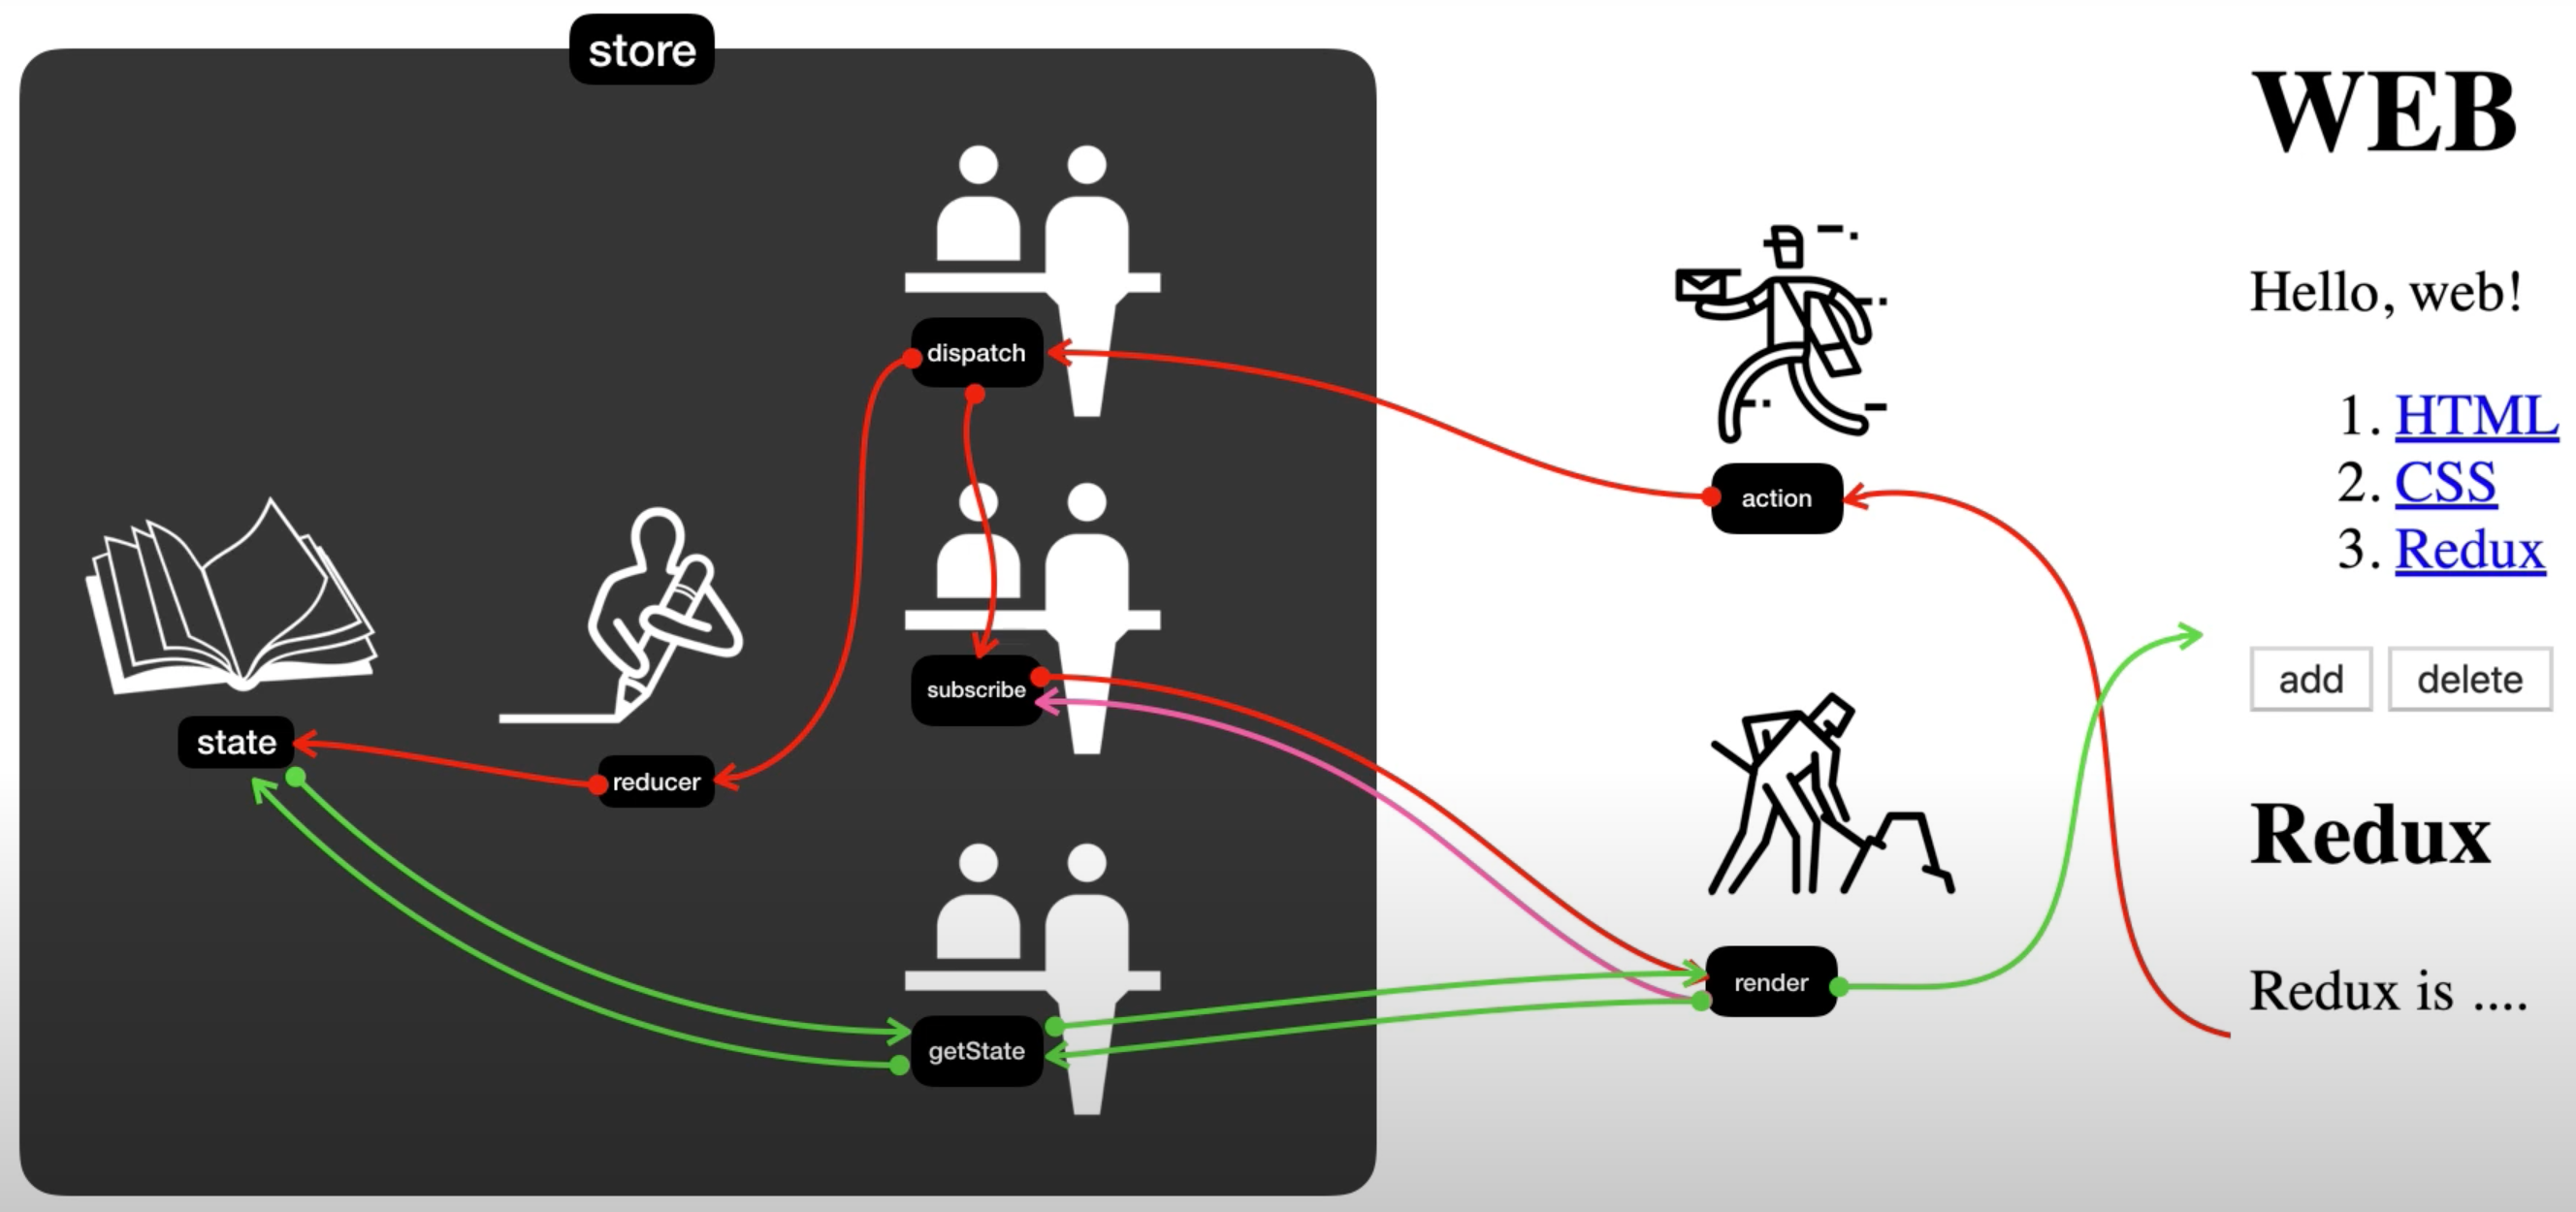 store
dispatch
subscribe
state
reducer
getState
action
render
WEB
Hello, web!
1. HTML
2. CSS
3. Redux
add delete
Redux
Redux is ....